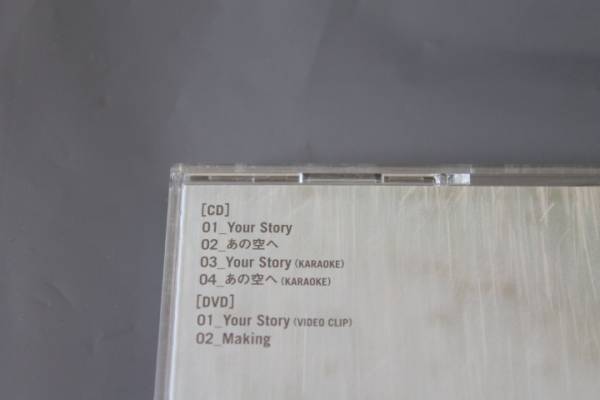 [CD]
01_Your Story
02_あの空へ
03_Your Story (KARAOKE)
04_あの空へ (KARAOKE)
[DVD]
01_Your Story (VIDEO CLIP)
02_Making